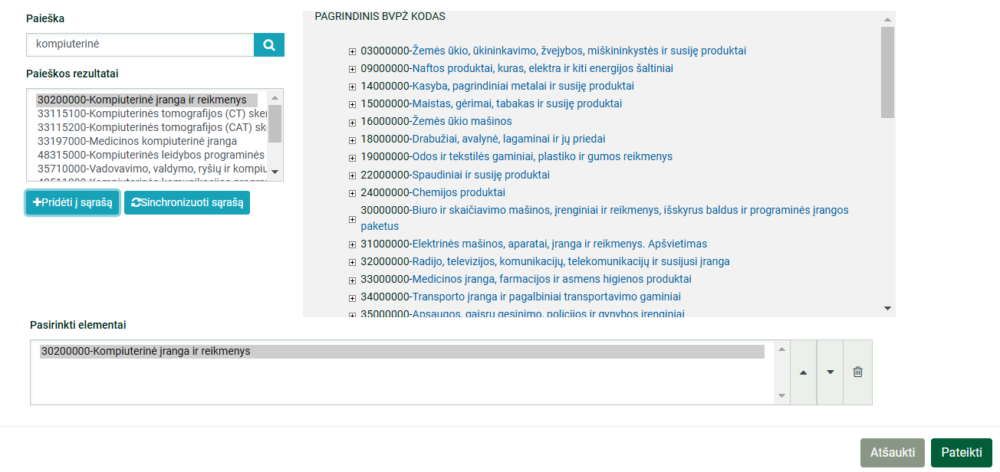 Paieška
kompiuterinė
Paieškos rezultatai
30200000-Kompiuterinė įranga ir reikmenys
33115100-Kompiuterinės tomografijos (CT) sken
33115200-Kompiuterinės tomografijos (CAT) ske
33197000-Medicinos kompiuterinė įranga
48315000-Kompiuterinės leidybos programinės
35710000-Vadovavimo, valdymo, ryšių ir kompiu
Pridėti į sąrašą
Sinchronizuoti sąrašą
PAGRINDINIS BVPŽ KODAS
03000000-Žemės ūkio, ūkininkavimo, žvejybos, miškininkystės ir susiję produktai
09000000-Naftos produktai, kuras, elektra ir kiti energijos šaltiniai
14000000-Kasyba, pagrindiniai metalai ir susiję produktai
15000000-Maistas, gėrimai, tabakas ir susiję produktai
16000000-Žemės ūkio mašinos
18000000-Drabužiai, avalynė, lagaminai ir jų priedai
19000000-Odos ir tekstilės gaminiai, plastiko ir gumos reikmenys
22000000-Spaudiniai ir susiję produktai
24000000-Chemijos produktai
30000000-Biuro ir skaičiavimo mašinos, įrenginiai ir reikmenys, išskyrus baldus ir programinės įrangos
paketus
31000000-Elektrinės mašinos, aparatai, įranga ir reikmenys. Apšvietimas
32000000-Radijo, televizijos, komunikacijų, telekomunikacijų ir susijusi įranga
33000000-Medicinos įranga, farmacijos ir asmens higienos produktai
34000000-Transporto įranga ir pagalbiniai transportavimo gaminiai
35000000-Apsaugos, gaisrų gesinimo, policijos ir gynybos įrenginiai
Pasirinkti elementai
30200000-Kompiuterinė įranga ir reikmenys
Atšaukti
Pateikti